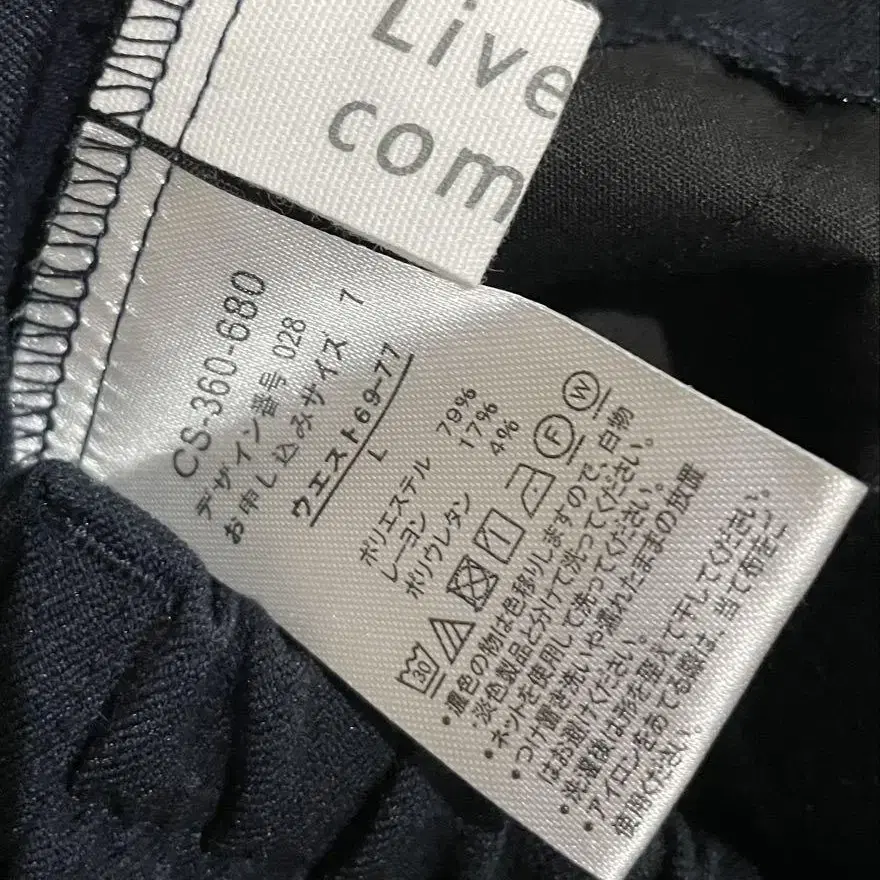 Live
com
CS-360-680
デザイン番号 028
お申し込みサイズ 1
ウエスト69-77
L
ポリエステル 79%
レーヨン 17%
ポリウレタン 4%
30
1
F
W
・濃色の物は色移りしますので、白物
・淡色製品と分けて洗ってください。
・ネットを使用して洗ってください。
・つけ置き洗いや濡れたままの放置
はお避けください。
・洗濯後は形を整えて干してください。
・アイロンをあてる際は、当て布をご
使用ください。